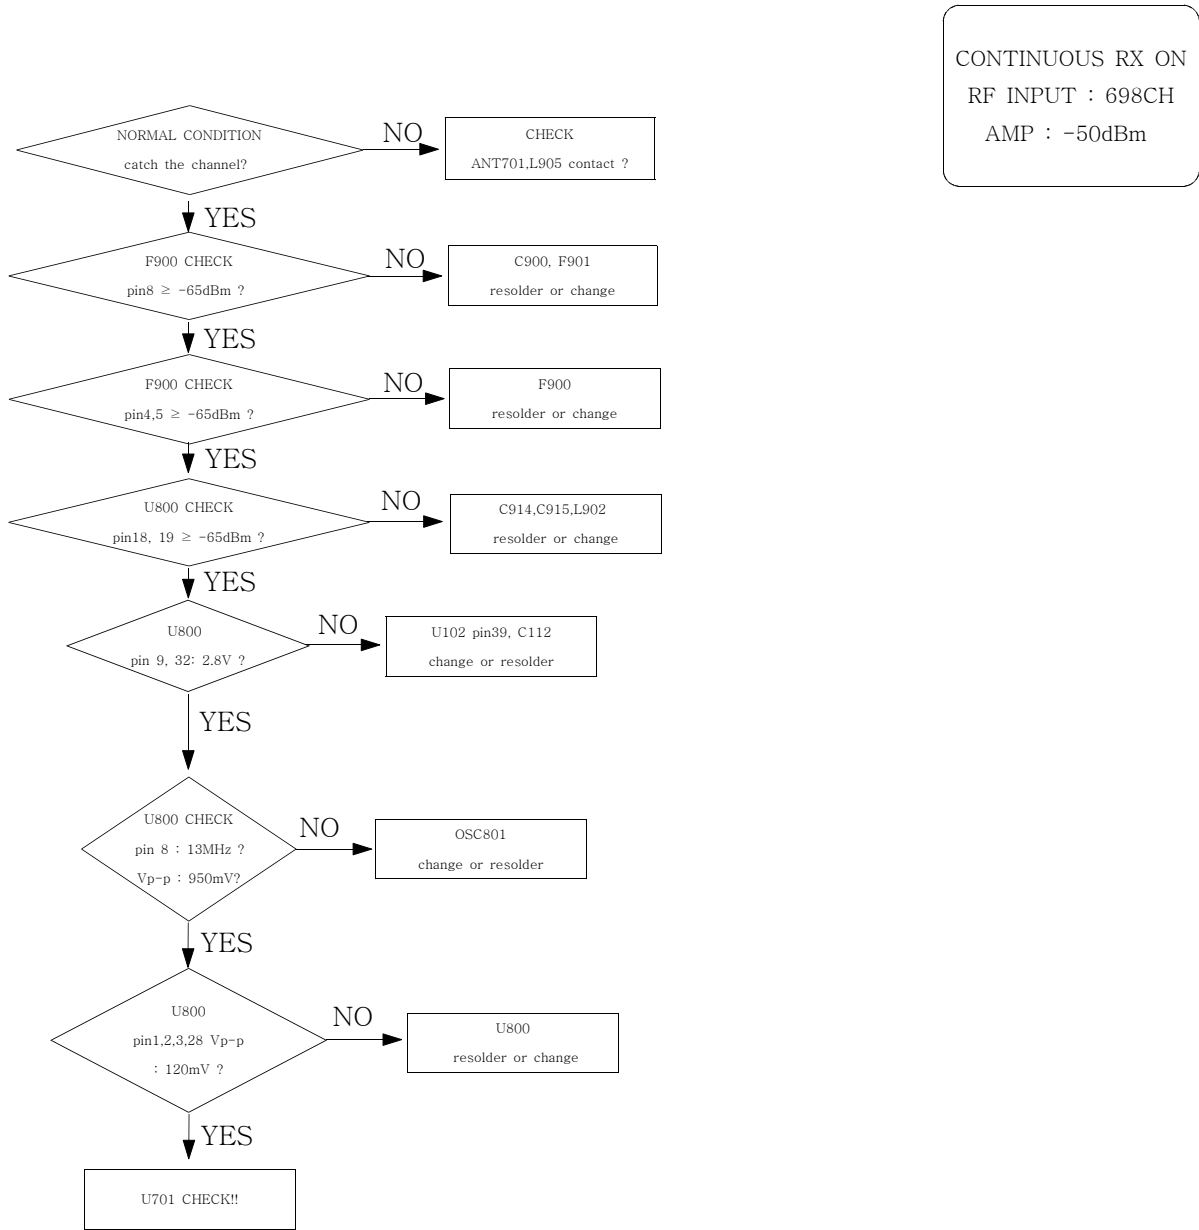 CONTINUOUS RX ON
RF INPUT : 698CH
AMP : -50dBm
NORMAL CONDITION
catch the channel?
NO
CHECK
ANT701,L905 contact ?
YES
F900 CHECK
pin8 ≥ -65dBm ?
NO
C900, F901
resolder or change
YES
F900 CHECK
pin4,5 ≥ -65dBm ?
NO
F900
resolder or change
YES
U800 CHECK
pin18, 19 ≥ -65dBm ?
NO
C914,C915,L902
resolder or change
YES
U800
pin 9, 32: 2.8V ?
NO
U102 pin39, C112
change or resolder
YES
U800 CHECK
pin 8 : 13MHz ?
Vp-p : 950mV?
NO
OSC801
change or resolder
YES
U800
pin1,2,3,28 Vp-p
: 120mV ?
NO
U800
resolder or change
YES
U701 CHECK!!